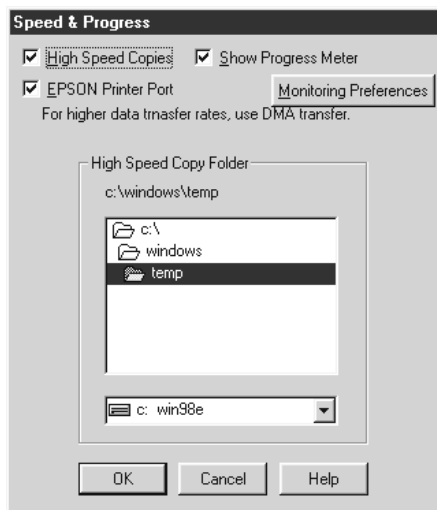 Speed & Progress
High Speed Copies Show Progress Meter
EPSON Printer Port Monitoring Preferences
For higher data trnasfer rates, use DMA transfer.
High Speed Copy Folder
c:\windows\temp
c:\
windows
temp
c: win98e
OK Cancel Help